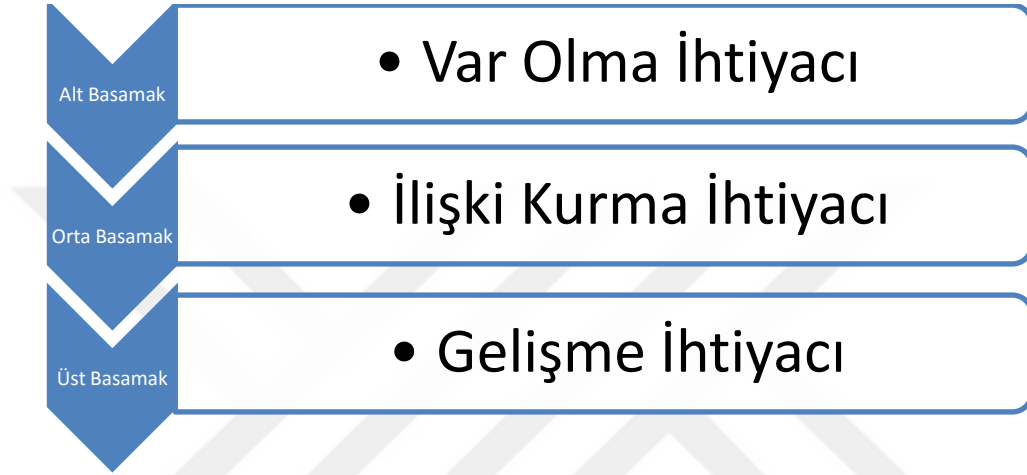 Alt Basamak
• Var Olma İhtiyacı
Orta Basamak
• İlişki Kurma İhtiyacı
Üst Basamak
• Gelişme İhtiyacı